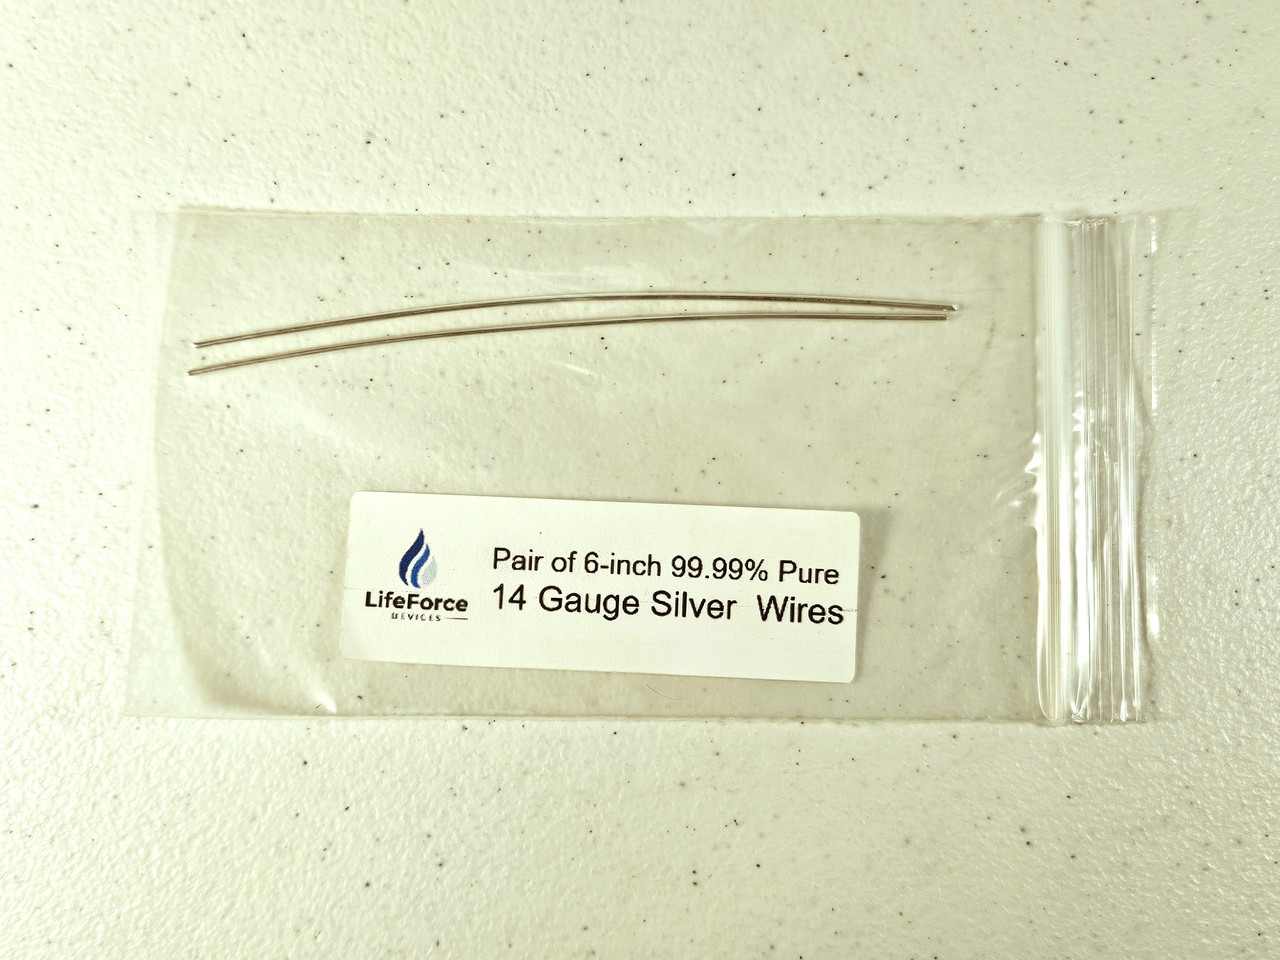 LifeForce
DEVICES
Pair of 6-inch 99.99% Pure
14 Gauge Silver  Wires